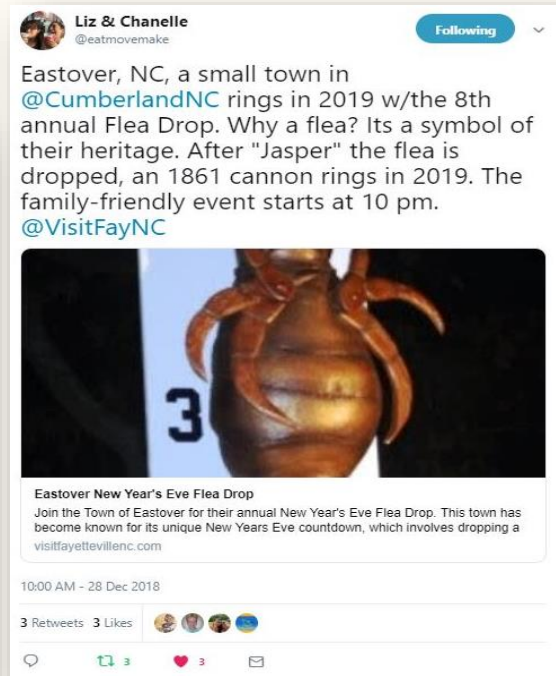 Liz & Chanelle
@eatmovemake
Following
Eastover, NC, a small town in
@CumberlandNC rings in 2019 w/the 8th
annual Flea Drop. Why a flea? Its a symbol of
their heritage. After "Jasper" the flea is
dropped, an 1861 cannon rings in 2019. The
family-friendly event starts at 10 pm.
@VisitFayNC
3
Eastover New Year's Eve Flea Drop
Join the Town of Eastover for their annual New Year's Eve Flea Drop. This town has
become known for its unique New Years Eve countdown, which involves dropping a
visitfayettevillenc.com
10:00 AM - 28 Dec 2018
3 Retweets 3 Likes
3 3